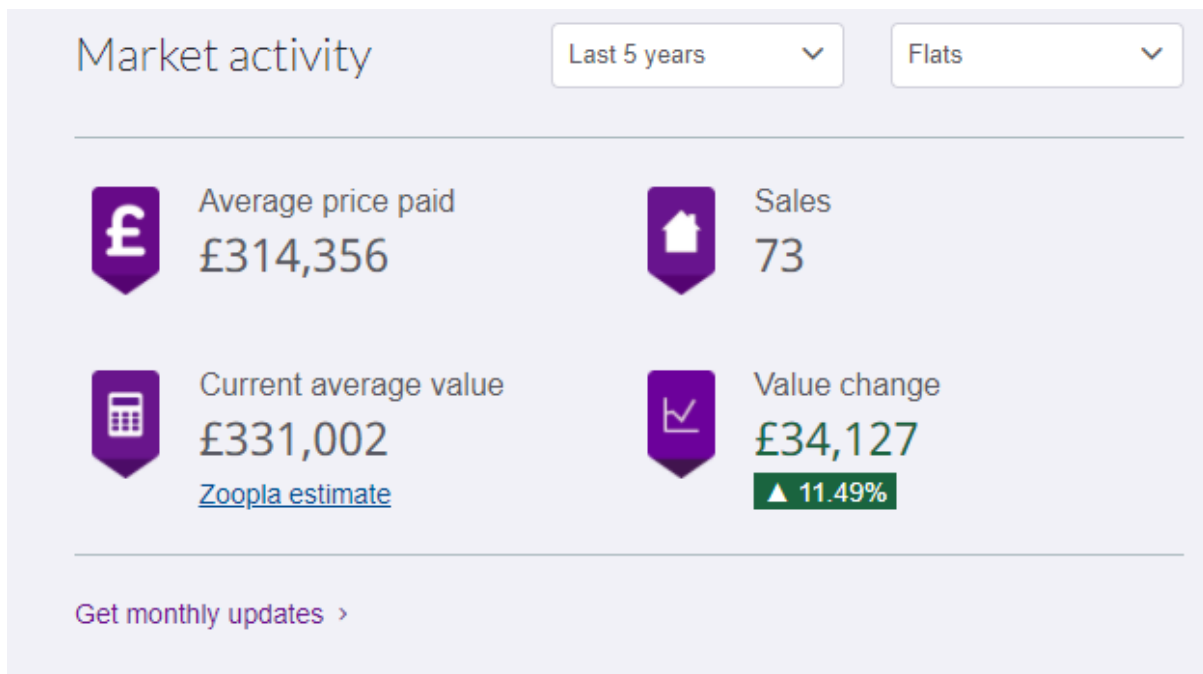 Market activity
Last 5 years
Flats
£
Average price paid
£314,356
Sales
73
Current average value
£331,002
Zoopla estimate
Value change
£34,127
▲ 11.49%
Get monthly updates >